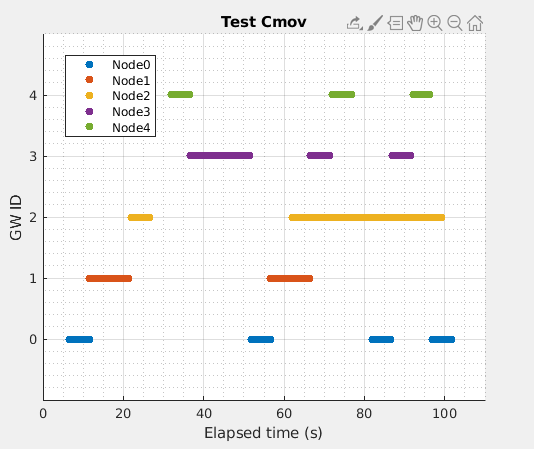 Test Cmov
Node0
Node1
Node2
Node3
Node4
GW ID
4
3
2
1
0
0 20 40 60 80 100
Elapsed time (s)